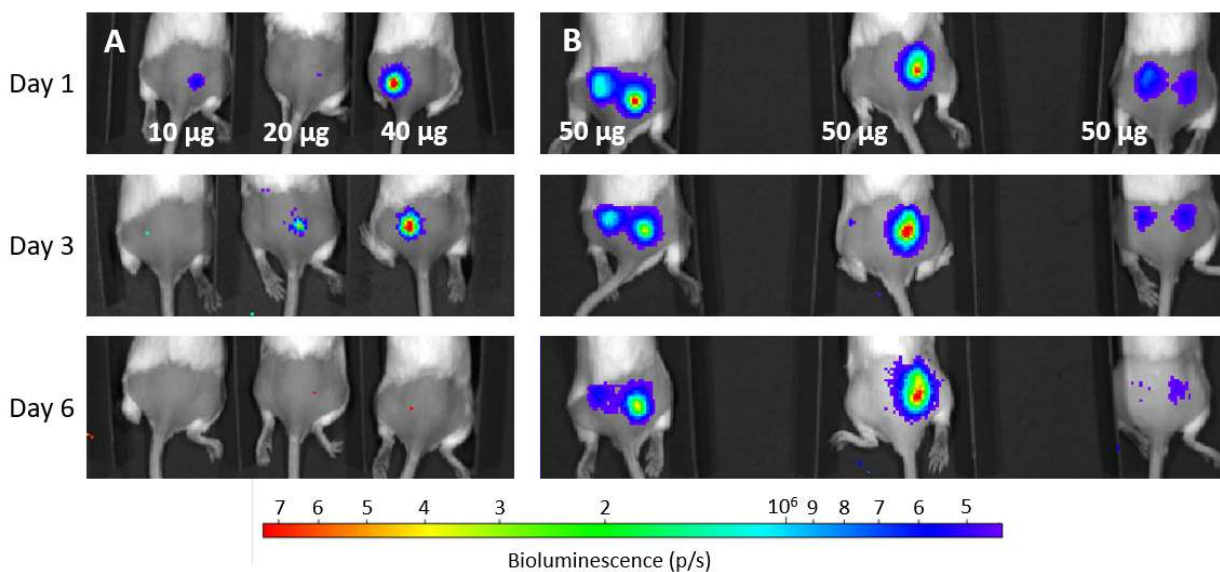 A B
Day 1
10 µg 20 µg 40 µg 50 µg 50 µg 50 µg
Day 3
Day 6
7 6 5 4 3 2 10⁶ 9 8 7 6 5
Bioluminescence (p/s)